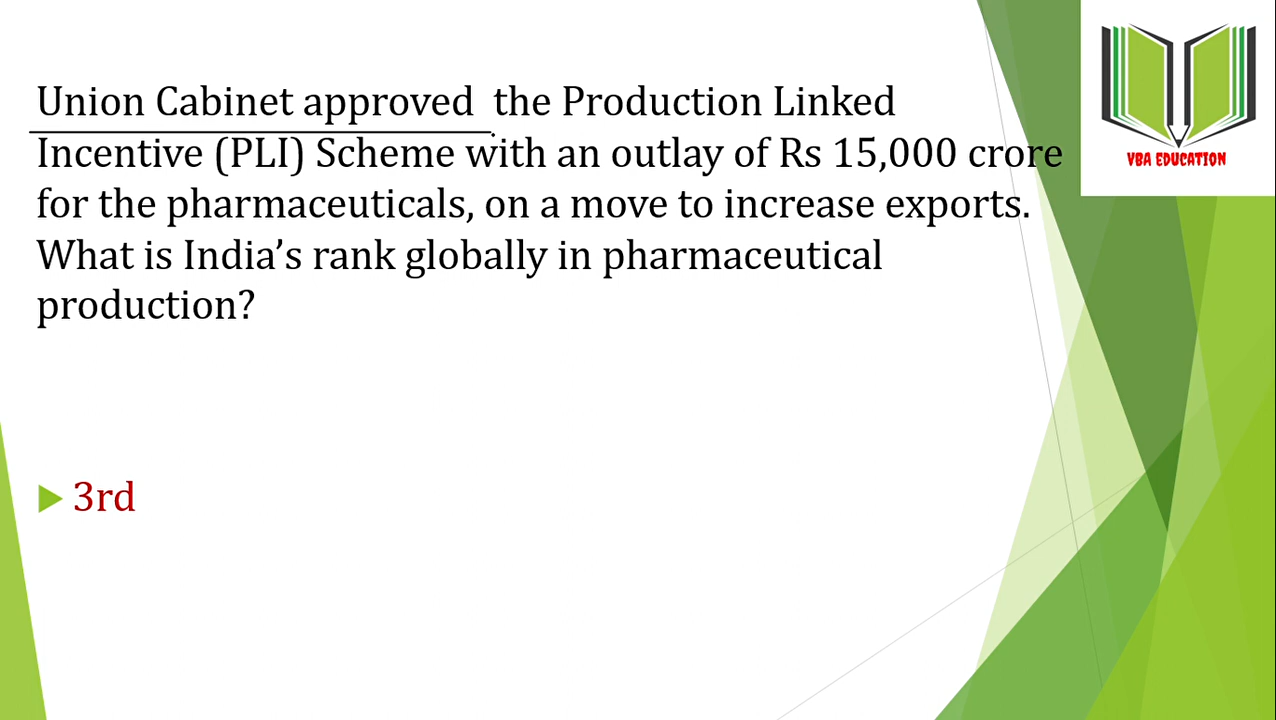 Union Cabinet approved the Production Linked
Incentive (PLI) Scheme with an outlay of Rs 15,000 crore
for the pharmaceuticals, on a move to increase exports.
What is India’s rank globally in pharmaceutical
production?
3rd
VBA EDUCATION